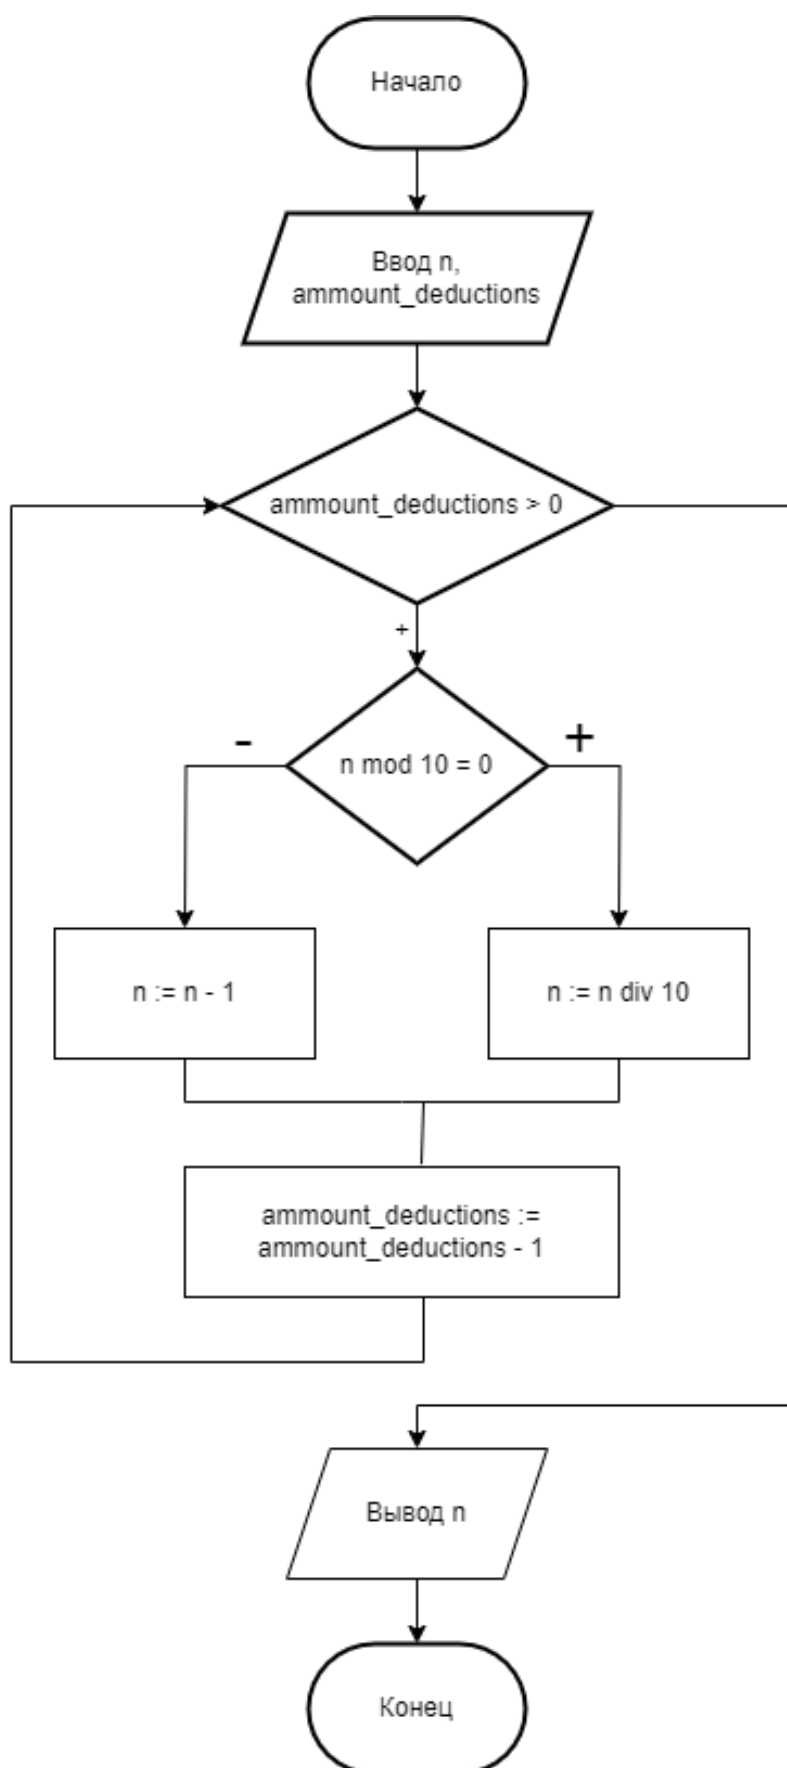 Начало
Ввод n,
ammount_deductions
ammount_deductions > 0
+
-
+
n mod 10 = 0
n := n - 1
n := n div 10
ammount_deductions :=
ammount_deductions - 1
Вывод n
Конец